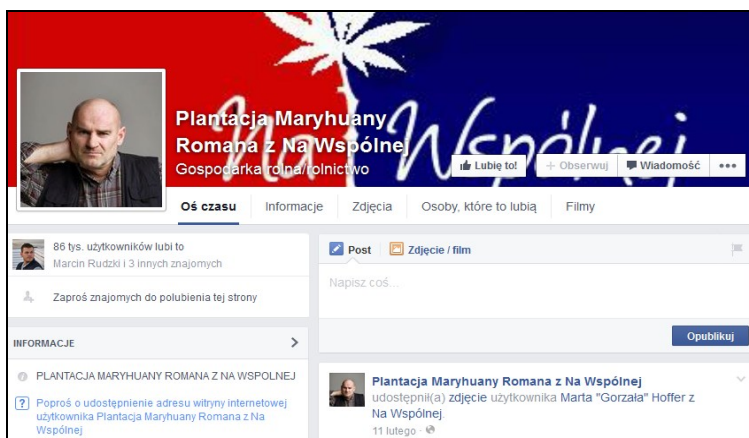 Na Wspólnej
Plantacja Maryhuany
Romana z Na Wspólnej
Gospodarka rolna/rolnictwo
Lubię to!
+ Obserwuj
Wiadomość
Oś czasu
Informacje
Zdjęcia
Osoby, które to lubią
Filmy
86 tys. użytkowników lubi to
Marcin Rudzki i 3 innych znajomych
Zaproś znajomych do polubienia tej strony
INFORMACJE
PLANTACJA MARYHUANY ROMANA Z NA WSPOLNEJ
? Poproś o udostępnienie adresu witryny internetowej
użytkownika Plantacja Maryhuany Romana z Na
Wspólnej
Post
Zdjęcie / film
Napisz coś...
Opublikuj
Plantacja Maryhuany Romana z Na Wspólnej
udostępnił(a) zdjęcie użytkownika Marta "Gorzała" Hoffer z
Na Wspólnej.
11 lutego ·